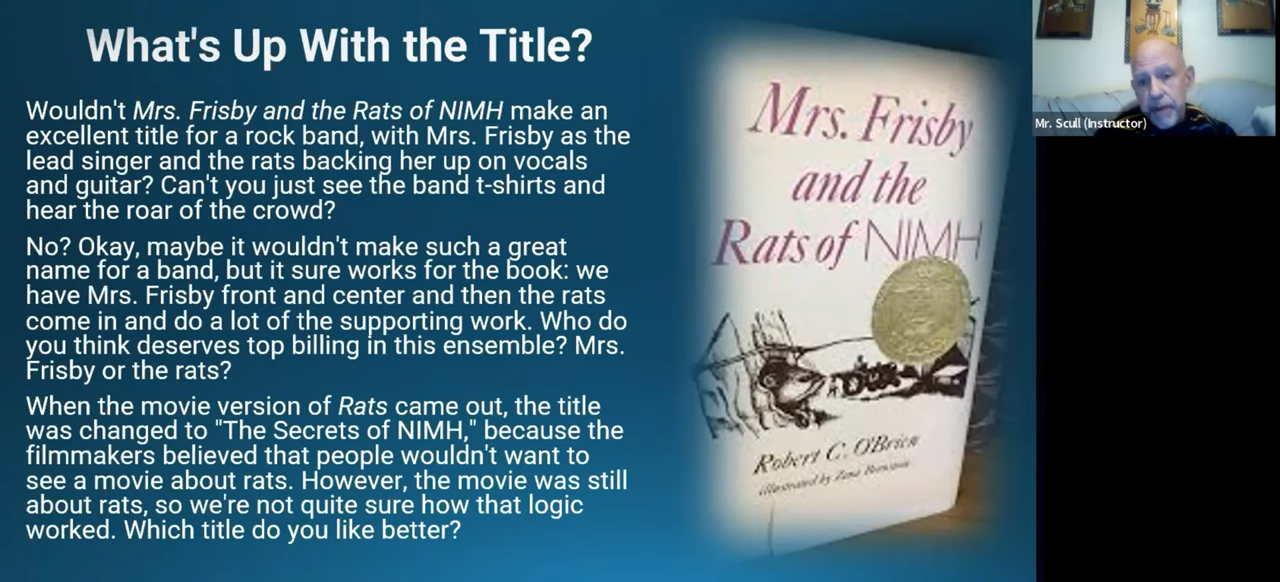 What's Up With the Title?
Wouldn't Mrs. Frisby and the Rats of NIMH make an
excellent title for a rock band, with Mrs. Frisby as the
lead singer and the rats backing her up on vocals
and guitar? Can't you just see the band t-shirts and
hear the roar of the crowd?
No? Okay, maybe it wouldn't make such a great
name for a band, but it sure works for the book: we
have Mrs. Frisby front and center and then the rats
come in and do a lot of the supporting work. Who do
you think deserves top billing in this ensemble? Mrs.
Frisby or the rats?
When the movie version of Rats came out, the title
was changed to "The Secrets of NIMH," because the
filmmakers believed that people wouldn't want to
see a movie about rats. However, the movie was still
about rats, so we're not quite sure how that logic
worked. Which title do you like better?
Mrs. Frisby
and the
Rats of NIMH
Robert C. O'Brien
illustrated by Zena Bernstein
Mr. Scull (Instructor)